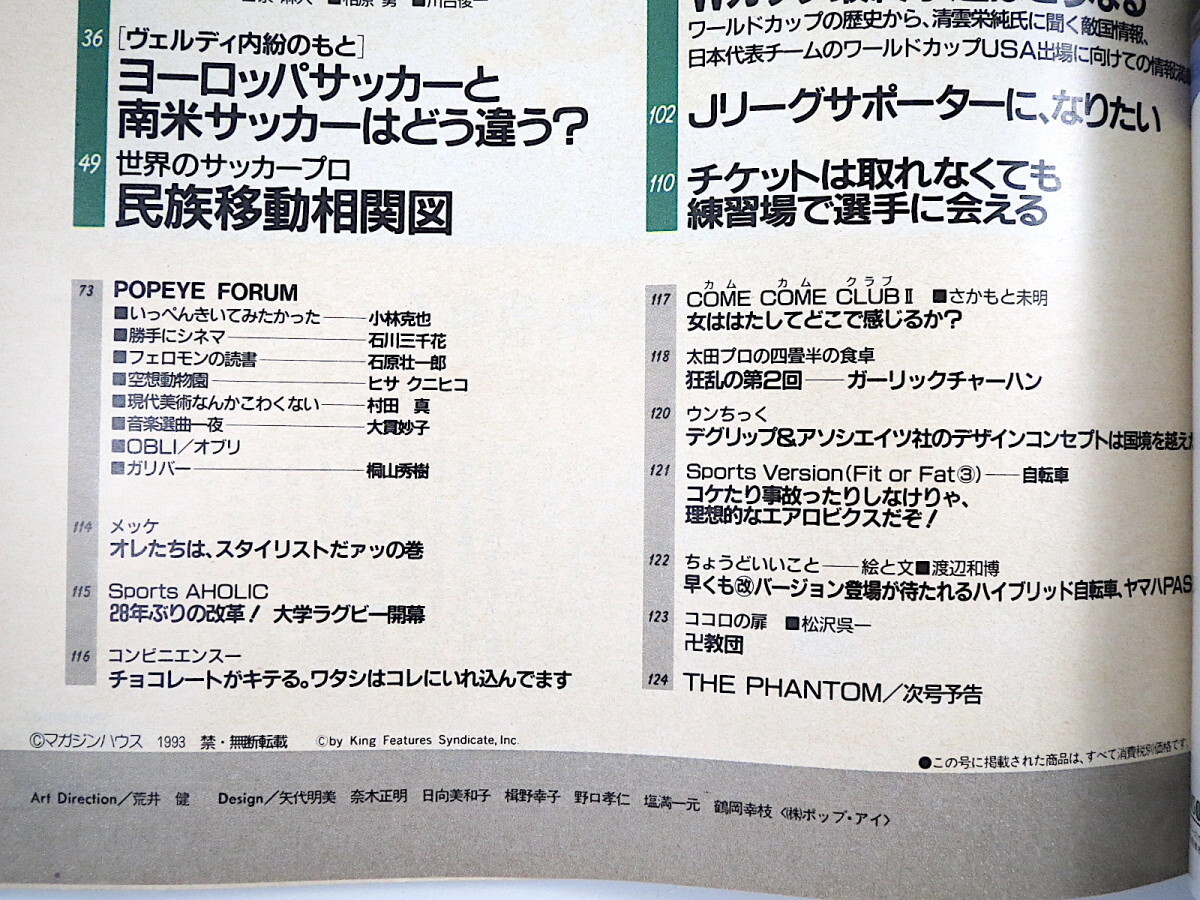 36
[ヴェルディ内紛のもと]
ヨーロッパサッカーと
南米サッカーはどう違う？
49
世界のサッカープロ
民族移動相関図
ワールドカップの歴史から、清雲栄純氏に聞く敵国情報、
日本代表チームのワールドカップUSA出場に向けての情報満載
102
Jリーグサポーターに、なりたい
110
チケットは取れなくても
練習場で選手に会える
73
POPEYE FORUM
■いっぺんきいてみたかった――小林克也
■勝手にシネマ――石川三千花
■フェロモンの読書――石原壮一郎
■空想動物園――ヒサ クニヒコ
■現代美術なんかこわくない――村田 真
■音楽選曲一夜――大貫妙子
■OBLI／オブリ
■ガリバー――桐山秀樹
114
メッケ
オレたちは、スタイリストだァッの巻
115
Sports AHOLIC
28年ぶりの改革！ 大学ラグビー開幕
116
コンビニエンスー
チョコレートがキテる。ワタシはコレにいれ込んでます
カム カム クラブ
117
COME COME CLUB II ■さかもと未明
女ははたしてどこで感じるか？
118
太田プロの四畳半の食卓
狂乱の第2回――ガーリックチャーハン
120
ウンちっく
デグリップ&アソシエイツ社のデザインコンセプトは国境を越えた
121
Sports Version(Fit or Fat③)――自転車
コケたり事故ったりしなけりゃ、
理想的なエアロビクスだぞ！
122
ちょうどいいこと――絵と文■渡辺和博
早くも㊢バージョン登場が待たれるハイブリッド自転車、ヤマハPAS
123
ココロの扉 ■松沢呉一
卍教団
124
THE PHANTOM／次号予告
©マガジンハウス 1993 禁・無断転載 ©by King Features Syndicate, Inc.
●この号に掲載された商品は、すべて消費税別価格です。
Art Direction／荒井 健 Design／矢代明美 奈木正明 日向美和子 楫野幸子 野口孝仁 塩満一元 鶴岡幸枝〈㈱ポップ・アイ〉